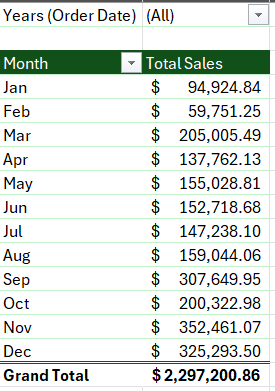 Years (Order Date) (All)
Month Total Sales
Jan $ 94,924.84
Feb $ 59,751.25
Mar $ 205,005.49
Apr $ 137,762.13
May $ 155,028.81
Jun $ 152,718.68
Jul $ 147,238.10
Aug $ 159,044.06
Sep $ 307,649.95
Oct $ 200,322.98
Nov $ 352,461.07
Dec $ 325,293.50
Grand Total $ 2,297,200.86